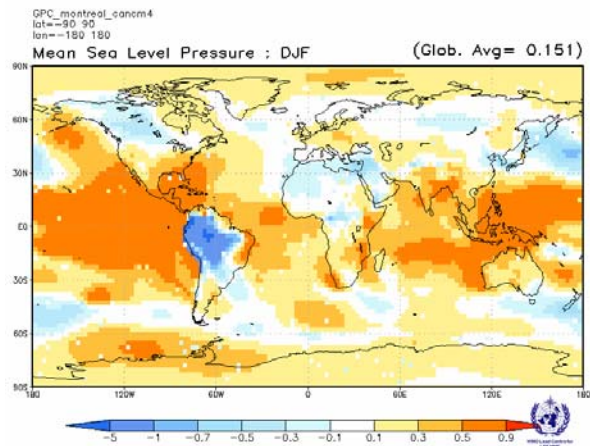 GPC_montreal_cancm4
lat=-90 90
lon=-180 180
Mean Sea Level Pressure : DJF (Glob. Avg= 0.151)
90N
60N
30N
EQ
30S
60S
90S
180 120W 60W 0 60E 120E 180
-5 -1 -0.7 -0.5 -0.3 -0.1 0.1 0.3 0.5 0.9